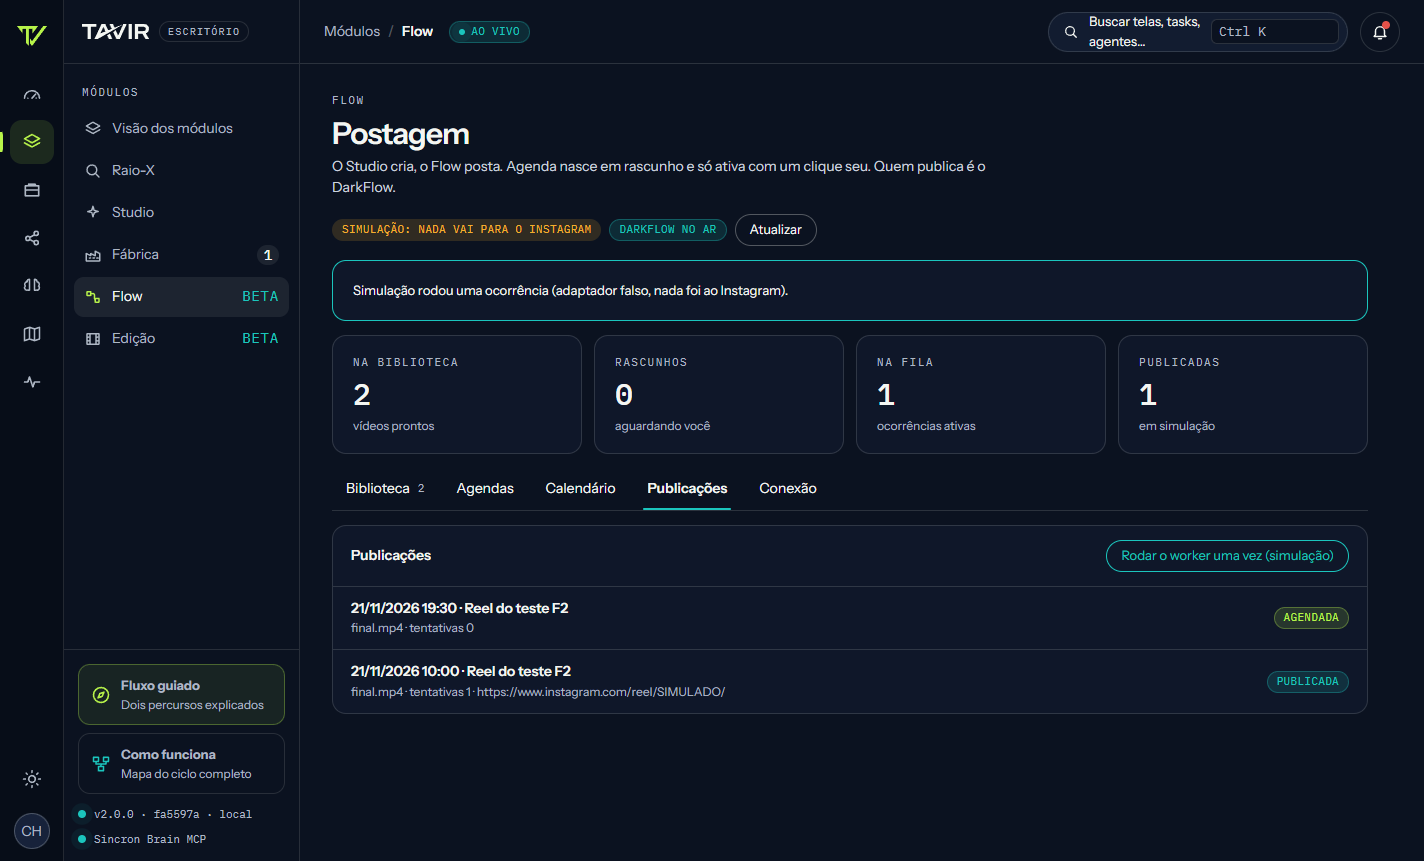 TAVIR
ESCRITÓRIO
Módulos / Flow
AO VIVO
Buscar telas, tasks,
agentes...
Ctrl K
MÓDULOS
Visão dos módulos
Raio-X
Studio
Fábrica 1
Flow BETA
Edição BETA
FLOW
Postagem
O Studio cria, o Flow posta. Agenda nasce em rascunho e só ativa com um clique seu. Quem publica é o
DarkFlow.
SIMULAÇÃO: NADA VAI PARA O INSTAGRAM
DARKFLOW NO AR
Atualizar
Simulação rodou uma ocorrência (adaptador falso, nada foi ao Instagram).
NA BIBLIOTECA
2
vídeos prontos
RASCUNHOS
0
aguardando você
NA FILA
1
ocorrências ativas
PUBLICADAS
1
em simulação
Biblioteca 2
Agendas
Calendário
Publicações
Conexão
Publicações
Rodar o worker uma vez (simulação)
21/11/2026 19:30 · Reel do teste F2
final.mp4 · tentativas 0
AGENDADA
21/11/2026 10:00 · Reel do teste F2
final.mp4 · tentativas 1 · https://www.instagram.com/reel/SIMULADO/
PUBLICADA
Fluxo guiado
Dois percursos explicados
Como funciona
Mapa do ciclo completo
v2.0.0 · fa5597a · local
Sincron Brain MCP
CH